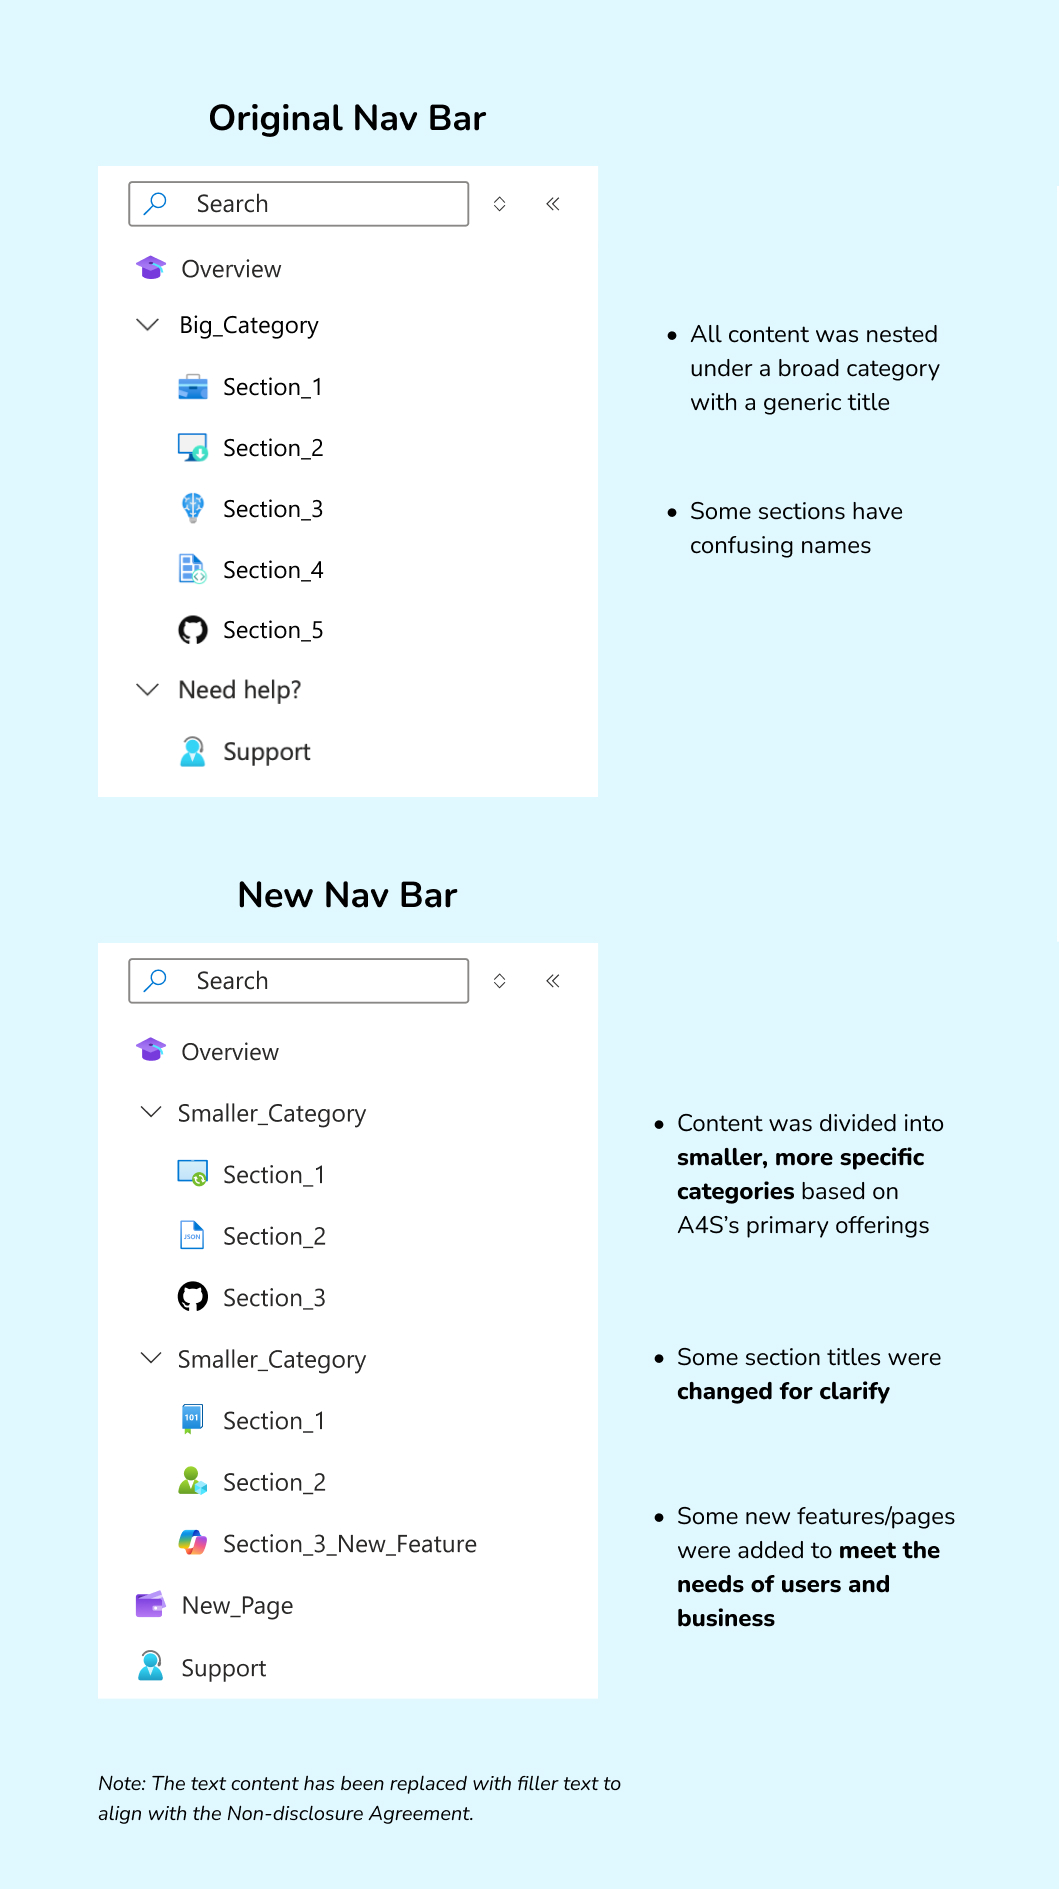 Original Nav Bar
Search
Overview
Big_Category
Section_1
Section_2
Section_3
Section_4
Section_5
Need help?
Support
• All content was nested
under a broad category
with a generic title
• Some sections have
confusing names
New Nav Bar
Search
Overview
Smaller_Category
Section_1
JSON
Section_2
Section_3
Smaller_Category
101
Section_1
Section_2
Section_3_New_Feature
New_Page
Support
• Content was divided into
smaller, more specific
categories based on
A4S’s primary offerings
• Some section titles were
changed for clarify
• Some new features/pages
were added to meet the
needs of users and
business
Note: The text content has been replaced with filler text to
align with the Non-disclosure Agreement.